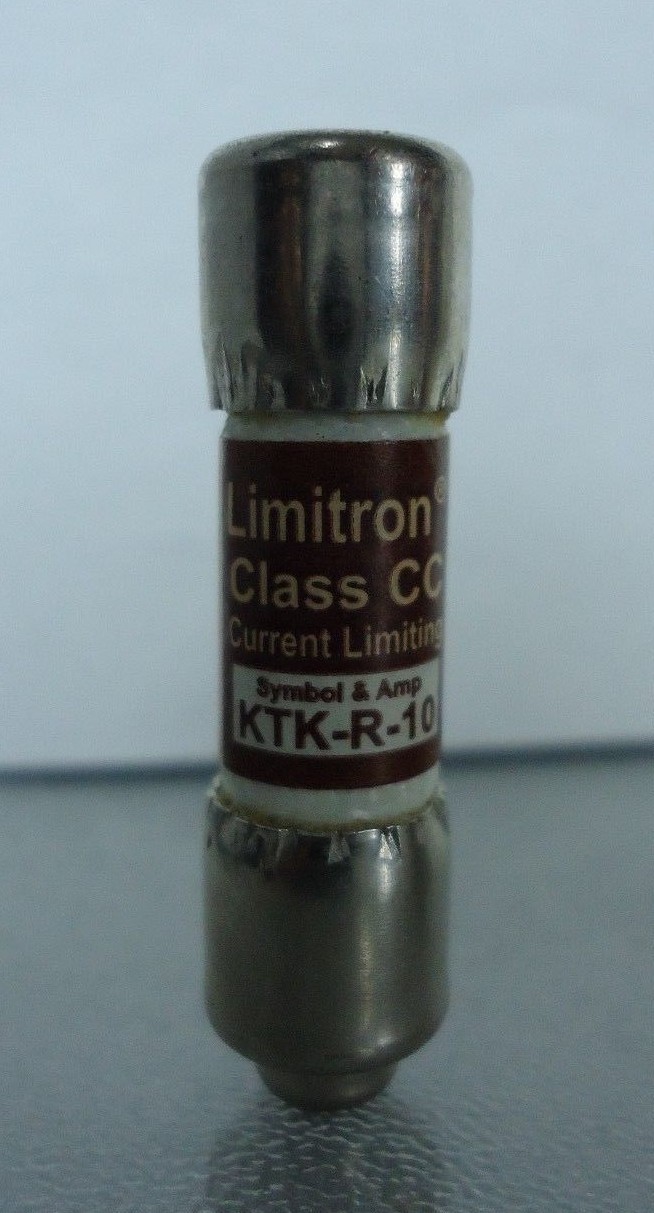 Limitron®
Class CC
Current Limiting
Symbol & Amp
KTK-R-10